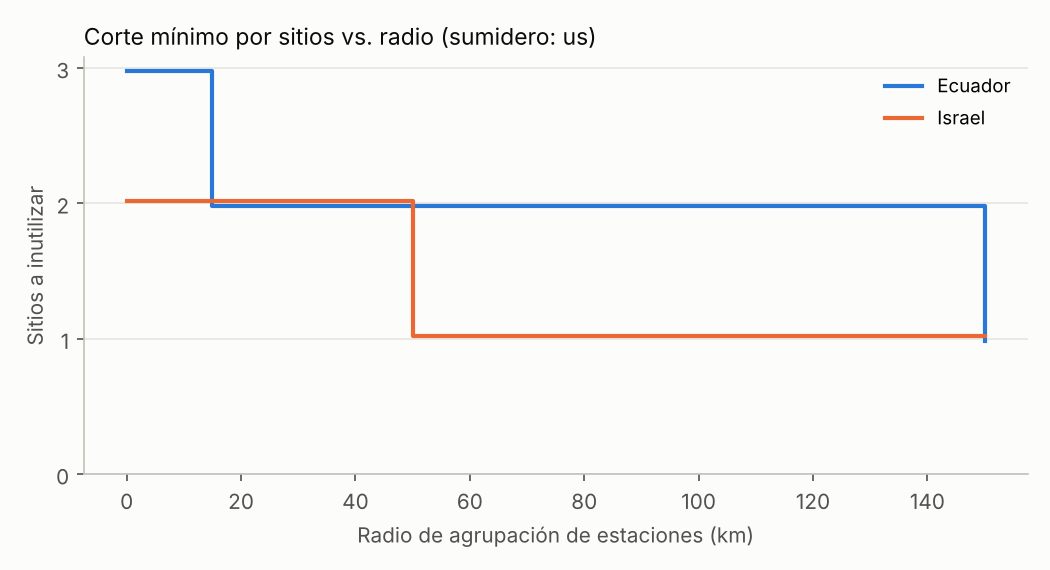 Corte mínimo por sitios vs. radio (sumidero: us)
Ecuador
Israel
Sitios a inutilizar
3
2
1
0
0 20 40 60 80 100 120 140
Radio de agrupación de estaciones (km)